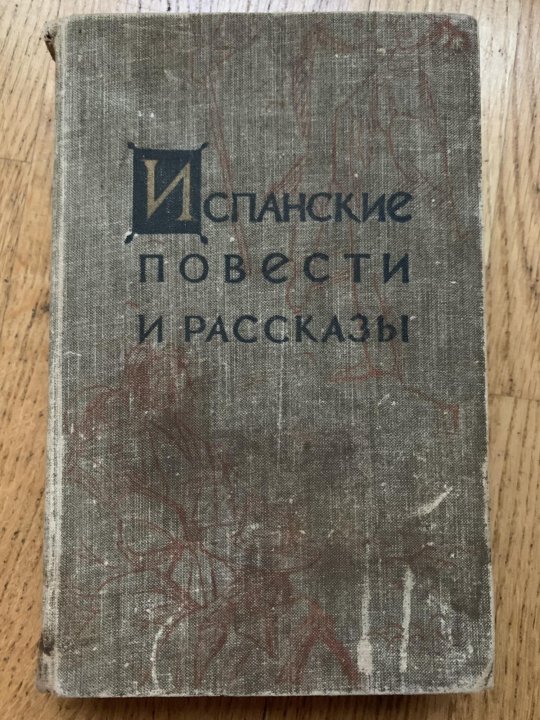 Испанские
повести
и рассказы